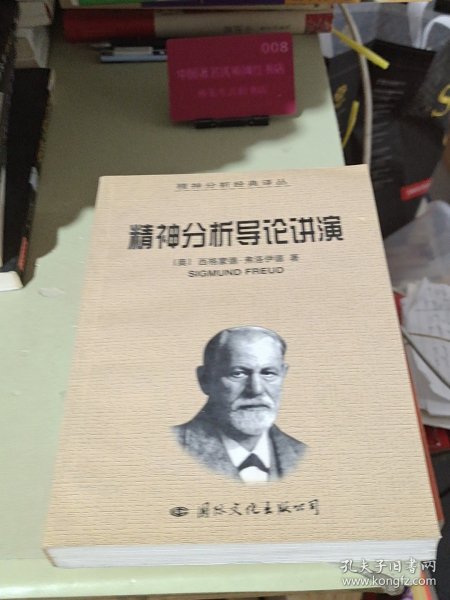 008
精神分析经典译丛
精神分析导论讲演
(奥) 西格蒙德 弗洛伊德 著
SIGMUND FREUD
国际文化出版公司
孔夫子旧书网
www.kongfz.com